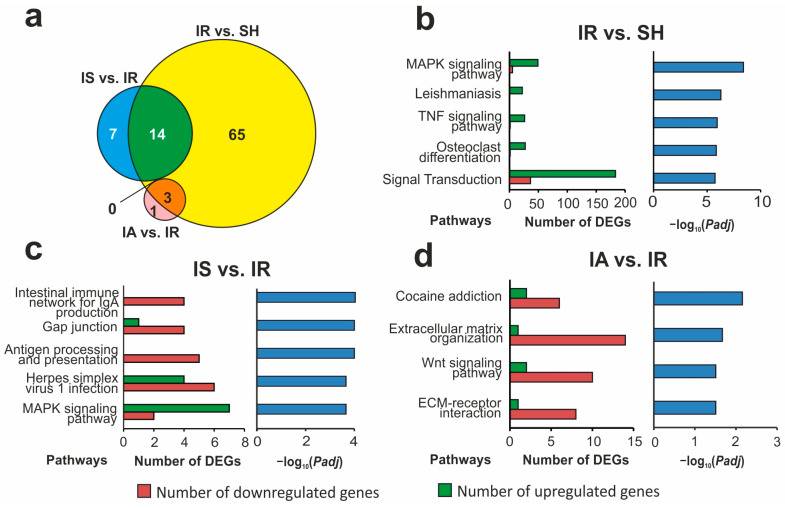 a
IR vs. SH
IS vs. IR
7
14
65
3
0
1
IA vs. IR
b
IR vs. SH
MAPK signaling
pathway
Leishmaniasis
TNF signaling
pathway
Osteoclast
differentiation
Signal Transduction
0 50 100 150 200
0 5 10
Pathways
Number of DEGs
−log10(Padj)
c
IS vs. IR
Intestinal immune
network for IgA
production
Gap junction
Antigen processing
and presentation
Herpes simplex
virus 1 infection
MAPK signaling
pathway
0 2 4 6 8
0 2 4
Pathways
Number of DEGs
−log10(Padj)
d
IA vs. IR
Cocaine addiction
Extracellular matrix
organization
Wnt signaling
pathway
ECM-receptor
interaction
0 5 10 15
0 1 2 3
Pathways
Number of DEGs
−log10(Padj)
Number of downregulated genes
Number of upregulated genes